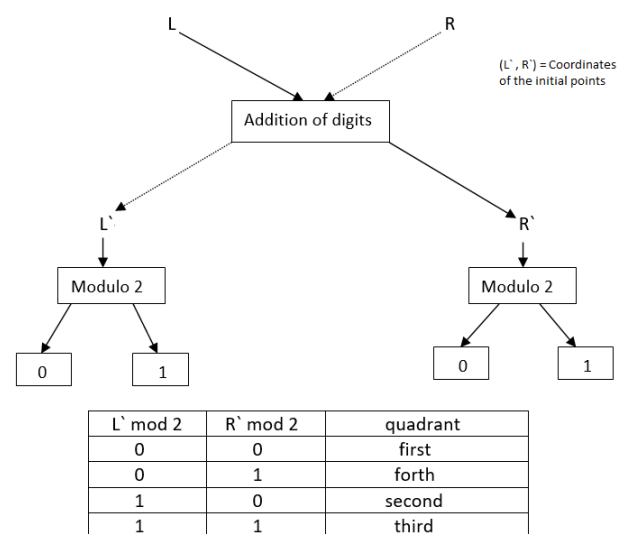 L R
(L` , R`) = Coordinates
of the initial points
Addition of digits
L` R`
Modulo 2 Modulo 2
0 1 0 1
L` mod 2 R` mod 2 quadrant
0 0 first
0 1 forth
1 0 second
1 1 third